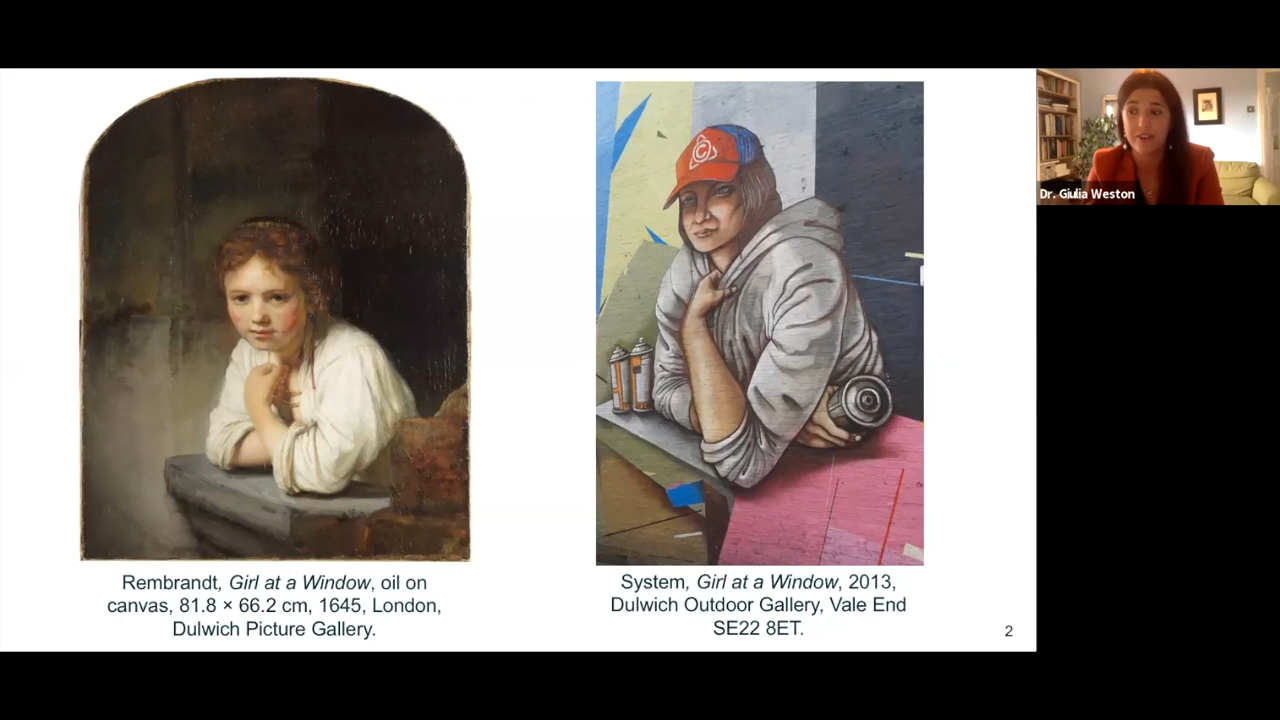 Dr. Giulia Weston
Rembrandt, Girl at a Window, oil on
canvas, 81.8 × 66.2 cm, 1645, London,
Dulwich Picture Gallery.
System, Girl at a Window, 2013,
Dulwich Outdoor Gallery, Vale End
SE22 8ET.
2
C